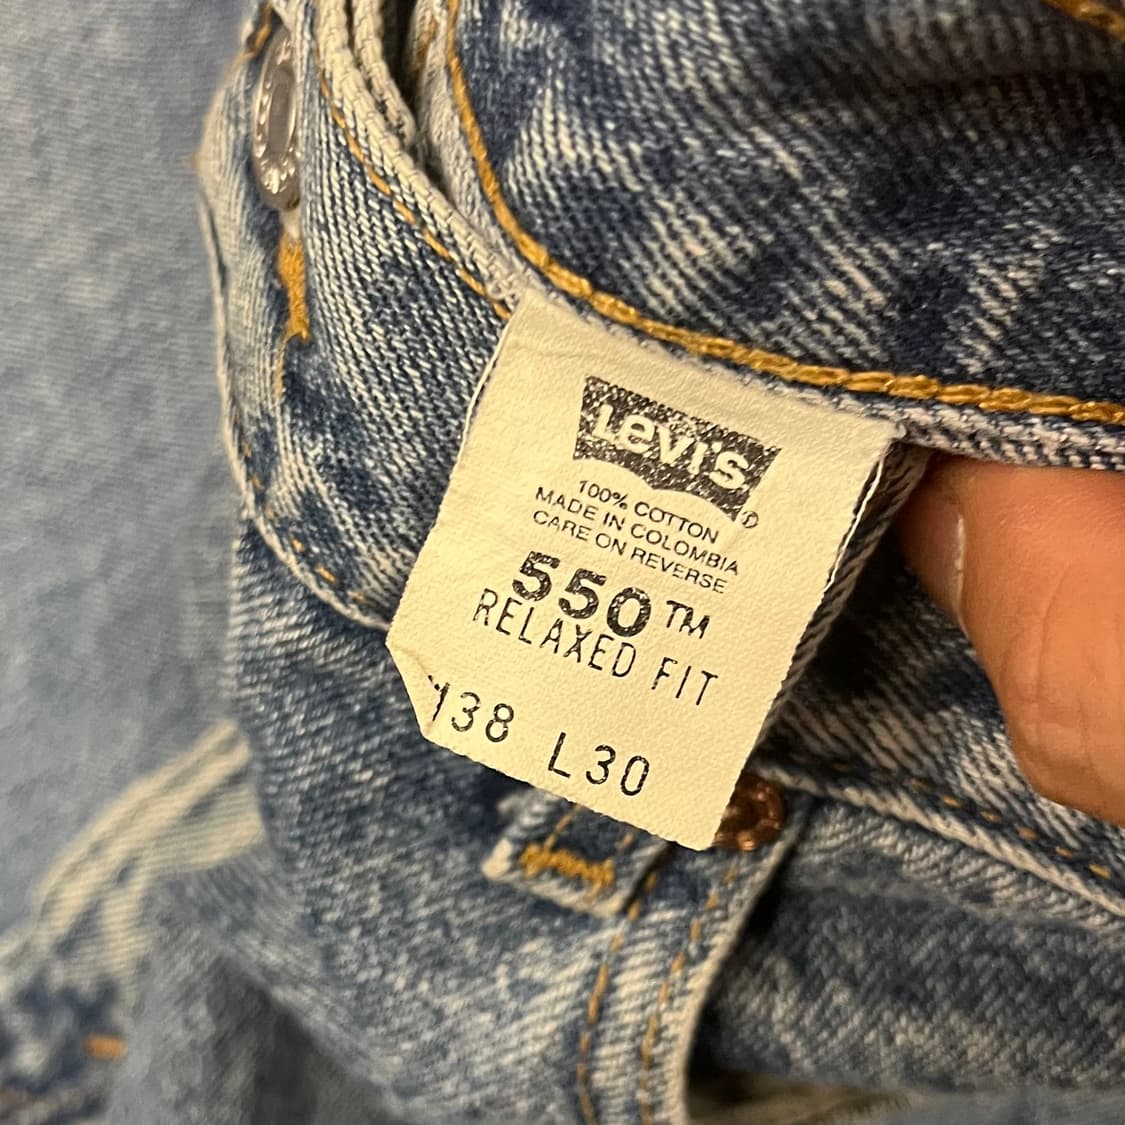 Levi's®
100% COTTON
MADE IN COLOMBIA
CARE ON REVERSE
550™
RELAXED FIT
38 L30